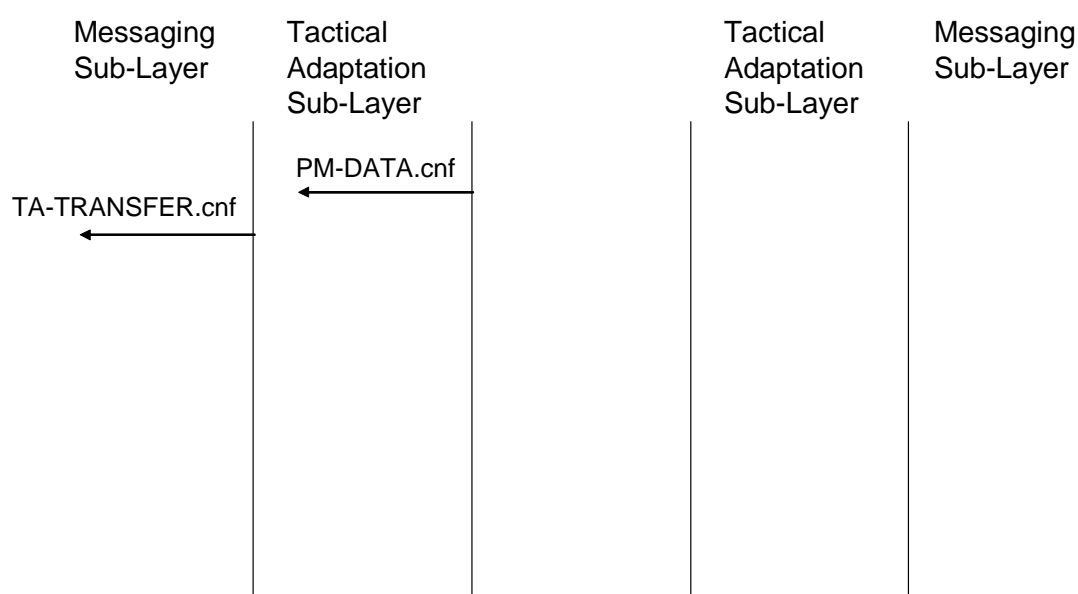 Messaging
Sub-Layer
Tactical
Adaptation
Sub-Layer
Tactical
Adaptation
Sub-Layer
Messaging
Sub-Layer
PM-DATA.cnf
TA-TRANSFER.cnf